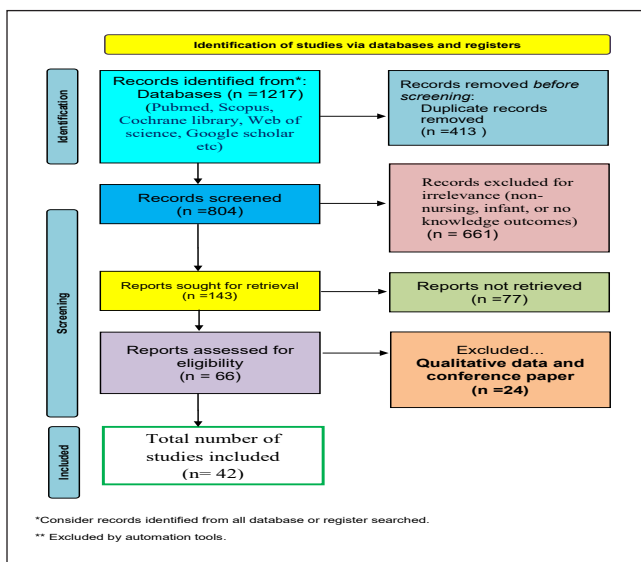 Identification of studies via databases and registers
Identification
Records identified from*:
Databases (n =1217)
(Pubmed, Scopus,
Cochrane library, Web of
science, Google scholar
etc)
Records removed before
screening:
Duplicate records
removed
(n =413 )
Screening
Records screened
(n =804)
Records excluded for
irrelevance (non-
nursing, infant, or no
knowledge outcomes)
(n = 661)
Reports sought for retrieval
(n =143)
Reports not retrieved
(n =77)
Reports assessed for
eligibility
(n = 66)
Excluded...
Qualitative data and
conference paper
(n =24)
Included
Total number of
studies included
(n= 42)
*Consider records identified from all database or register searched.
** Excluded by automation tools.